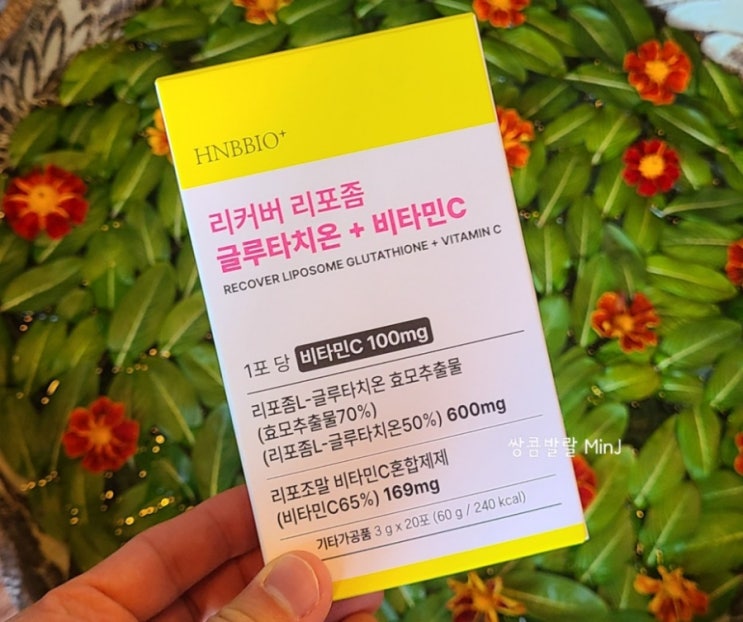 HNBBIO+
리커버 리포좀
글루타치온 + 비타민C
RECOVER LIPOSOME GLUTATHIONE + VITAMIN C
1포 당 비타민C 100mg
리포좀L-글루타치온 효모추출물
(효모추출물70%)
(리포좀L-글루타치온50%) 600mg
리포조말 비타민C혼합제제
(비타민C65%) 169mg
기타가공품 3 g x 20포 (60 g / 240 kcal)
쌍콤발랄 MinJ